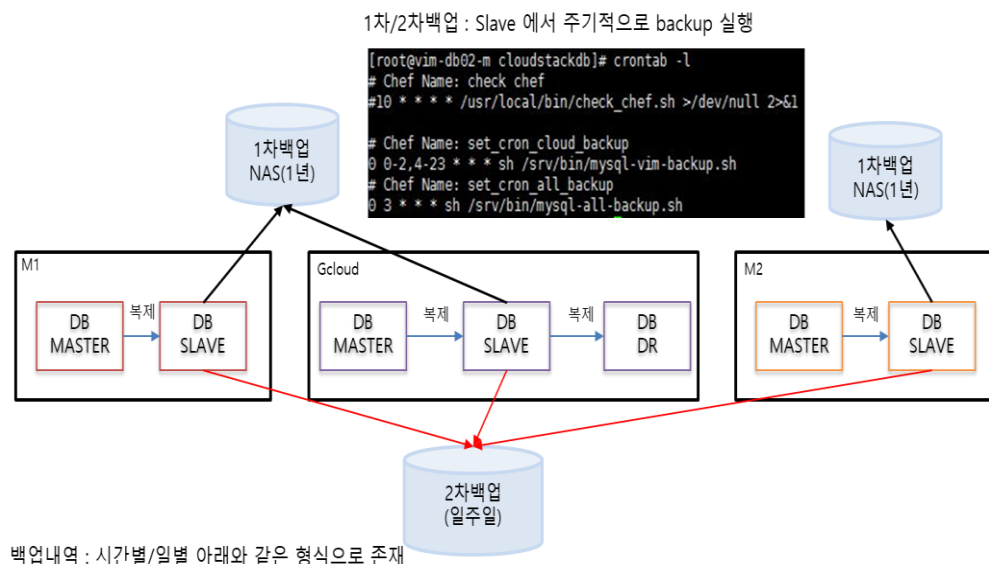 1차/2차백업 : Slave 에서 주기적으로 backup 실행
[root@vim-db02-m cloudstackdb]# crontab -l
# Chef Name: check chef
#10 * * * * /usr/local/bin/check_chef.sh >/dev/null 2>&1
# Chef Name: set_cron_cloud_backup
0 0-2,4-23 * * * sh /srv/bin/mysql-vim-backup.sh
# Chef Name: set_cron_all_backup
0 3 * * * sh /srv/bin/mysql-all-backup.sh
1차백업
NAS(1년)
1차백업
NAS(1년)
M1
DB
MASTER
복제
DB
SLAVE
Gcloud
DB
MASTER
복제
DB
SLAVE
복제
DB
DR
M2
DB
MASTER
복제
DB
SLAVE
2차백업
(일주일)
백업내역 : 시간별/일별 아래와 같은 형식으로 존재